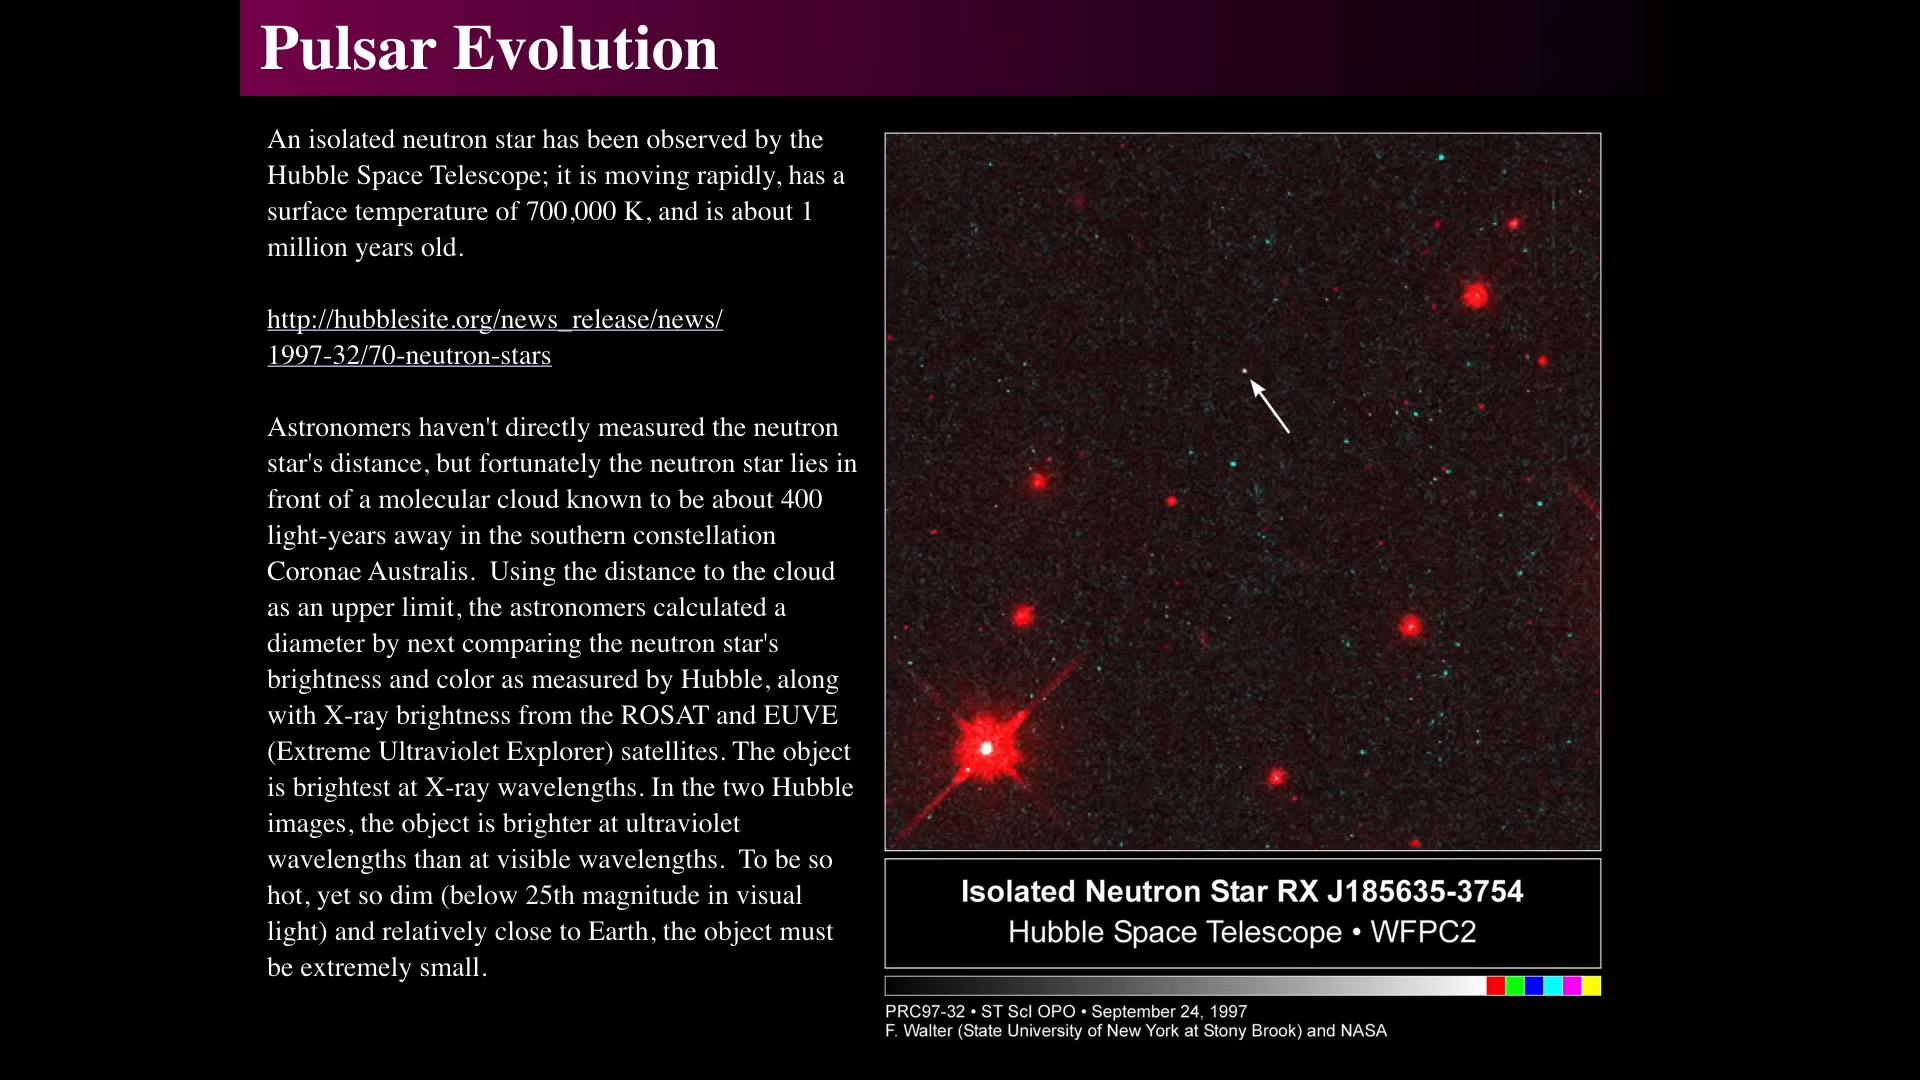 Pulsar Evolution
An isolated neutron star has been observed by the
Hubble Space Telescope; it is moving rapidly, has a
surface temperature of 700,000 K, and is about 1
million years old.
http://hubblesite.org/news_release/news/
1997-32/70-neutron-stars
Astronomers haven't directly measured the neutron
star's distance, but fortunately the neutron star lies in
front of a molecular cloud known to be about 400
light-years away in the southern constellation
Coronae Australis.  Using the distance to the cloud
as an upper limit, the astronomers calculated a
diameter by next comparing the neutron star's
brightness and color as measured by Hubble, along
with X-ray brightness from the ROSAT and EUVE
(Extreme Ultraviolet Explorer) satellites. The object
is brightest at X-ray wavelengths. In the two Hubble
images, the object is brighter at ultraviolet
wavelengths than at visible wavelengths.  To be so
hot, yet so dim (below 25th magnitude in visual
light) and relatively close to Earth, the object must
be extremely small.
Isolated Neutron Star RX J185635-3754
Hubble Space Telescope • WFPC2
PRC97-32 • ST ScI OPO • September 24, 1997
F. Walter (State University of New York at Stony Brook) and NASA